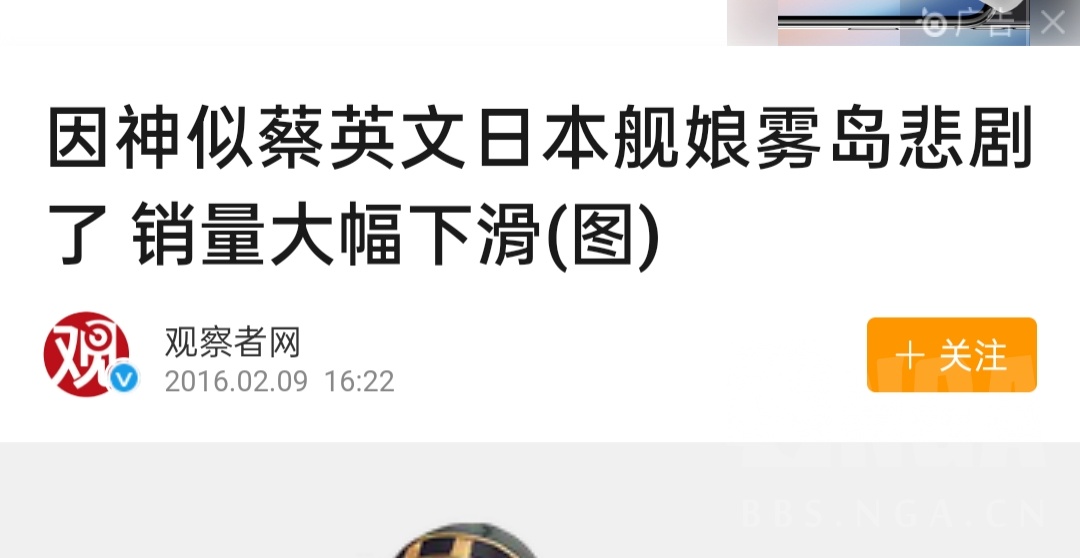 广告
因神似蔡英文日本舰娘雾岛悲剧
了 销量大幅下滑(图)
观
观察者网
2016.02.09 16:22
+ 关注
BBS.NGA.CN